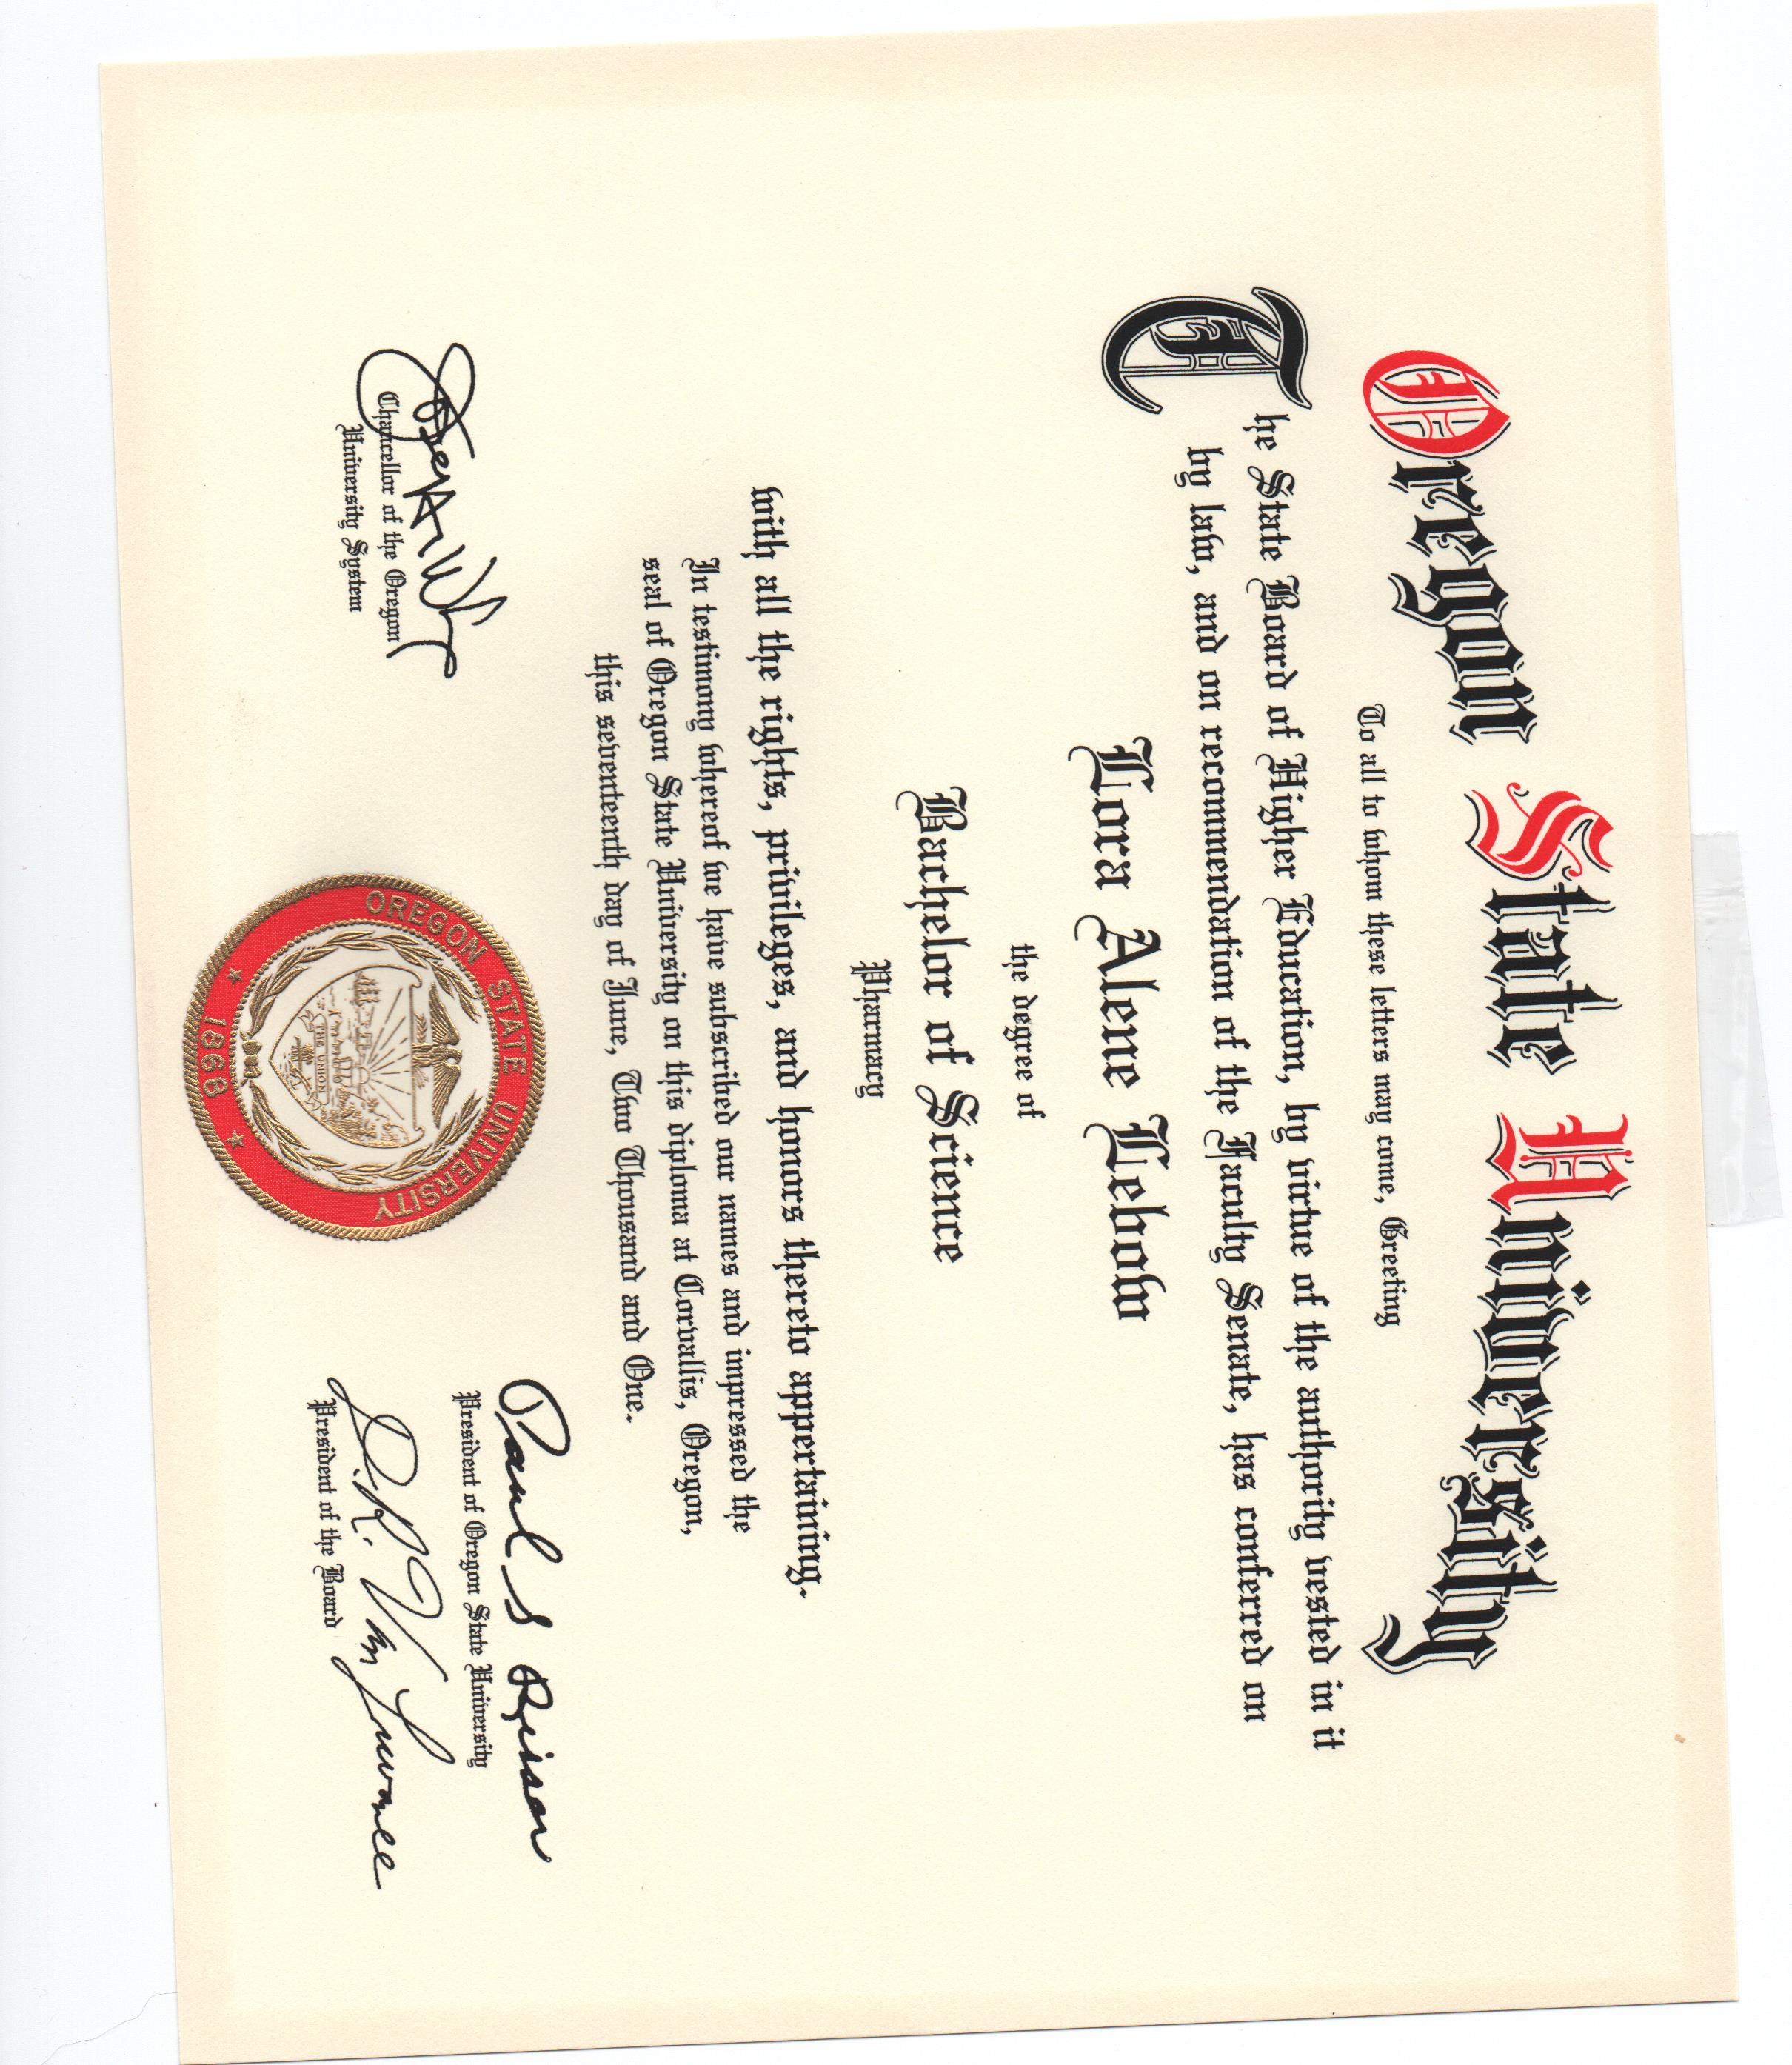 Oregon State University
To all to whom these letters may come, Greeting
The State Board of Higher Education, by virtue of the authority vested in it
by law, and on recommendation of the Faculty Senate, has conferred on
Lora Alene Lebow
the degree of
Bachelor of Science
Pharmacy
with all the rights, privileges, and honors thereto appertaining.
In testimony whereof we have subscribed our names and impressed the
seal of Oregon State University on this diploma at Corvallis, Oregon,
this seventeenth day of June, Two Thousand and One.
Chancellor of the Oregon
University System
OREGON STATE UNIVERSITY
THE UNION
★ 1868 ★
Paul G Risser
President of Oregon State University
D.R. Van Luvanee
President of the Board